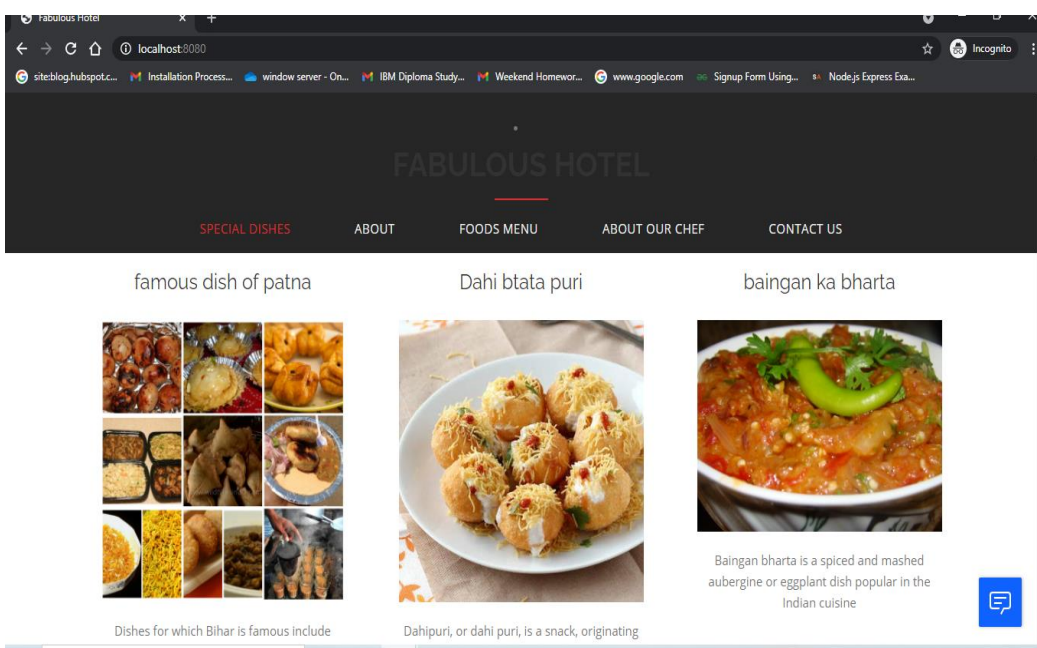 Fabulous Hotel
localhost:8080
Incognito
site:blog.hubspot.c... Installation Process... window server - On... IBM Diploma Study... Weekend Homewor... www.google.com Signup Form Using... Node.js Express Exa...
FABULOUS HOTEL
SPECIAL DISHES ABOUT FOODS MENU ABOUT OUR CHEF CONTACT US
famous dish of patna
Dahi btata puri
baingan ka bharta
Baingan bharta is a spiced and mashed
aubergine or eggplant dish popular in the
Indian cuisine
Dishes for which Bihar is famous include
Dahipuri, or dahi puri, is a snack, originating